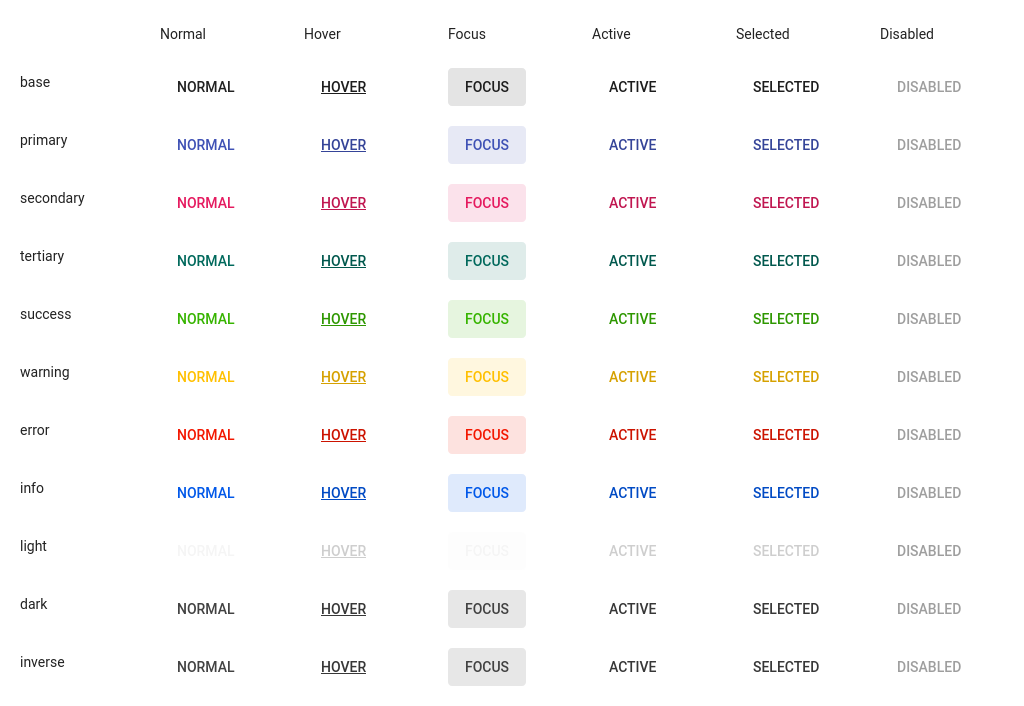 Normal Hover Focus Active Selected Disabled
base NORMAL HOVER FOCUS ACTIVE SELECTED DISABLED
primary NORMAL HOVER FOCUS ACTIVE SELECTED DISABLED
secondary NORMAL HOVER FOCUS ACTIVE SELECTED DISABLED
tertiary NORMAL HOVER FOCUS ACTIVE SELECTED DISABLED
success NORMAL HOVER FOCUS ACTIVE SELECTED DISABLED
warning NORMAL HOVER FOCUS ACTIVE SELECTED DISABLED
error NORMAL HOVER FOCUS ACTIVE SELECTED DISABLED
info NORMAL HOVER FOCUS ACTIVE SELECTED DISABLED
light NORMAL HOVER FOCUS ACTIVE SELECTED DISABLED
dark NORMAL HOVER FOCUS ACTIVE SELECTED DISABLED
inverse NORMAL HOVER FOCUS ACTIVE SELECTED DISABLED